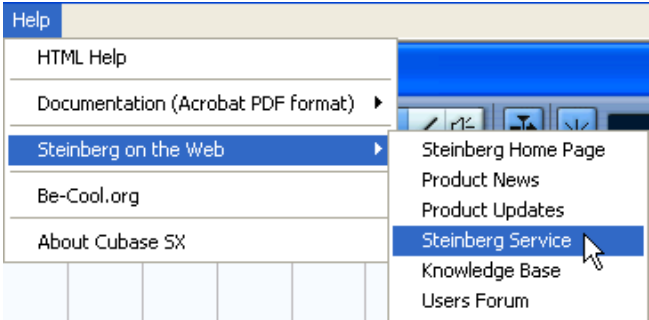 Help
HTML Help
Documentation (Acrobat PDF format)
Steinberg on the Web
Be-Cool.org
About Cubase SX
Steinberg Home Page
Product News
Product Updates
Steinberg Service
Knowledge Base
Users Forum